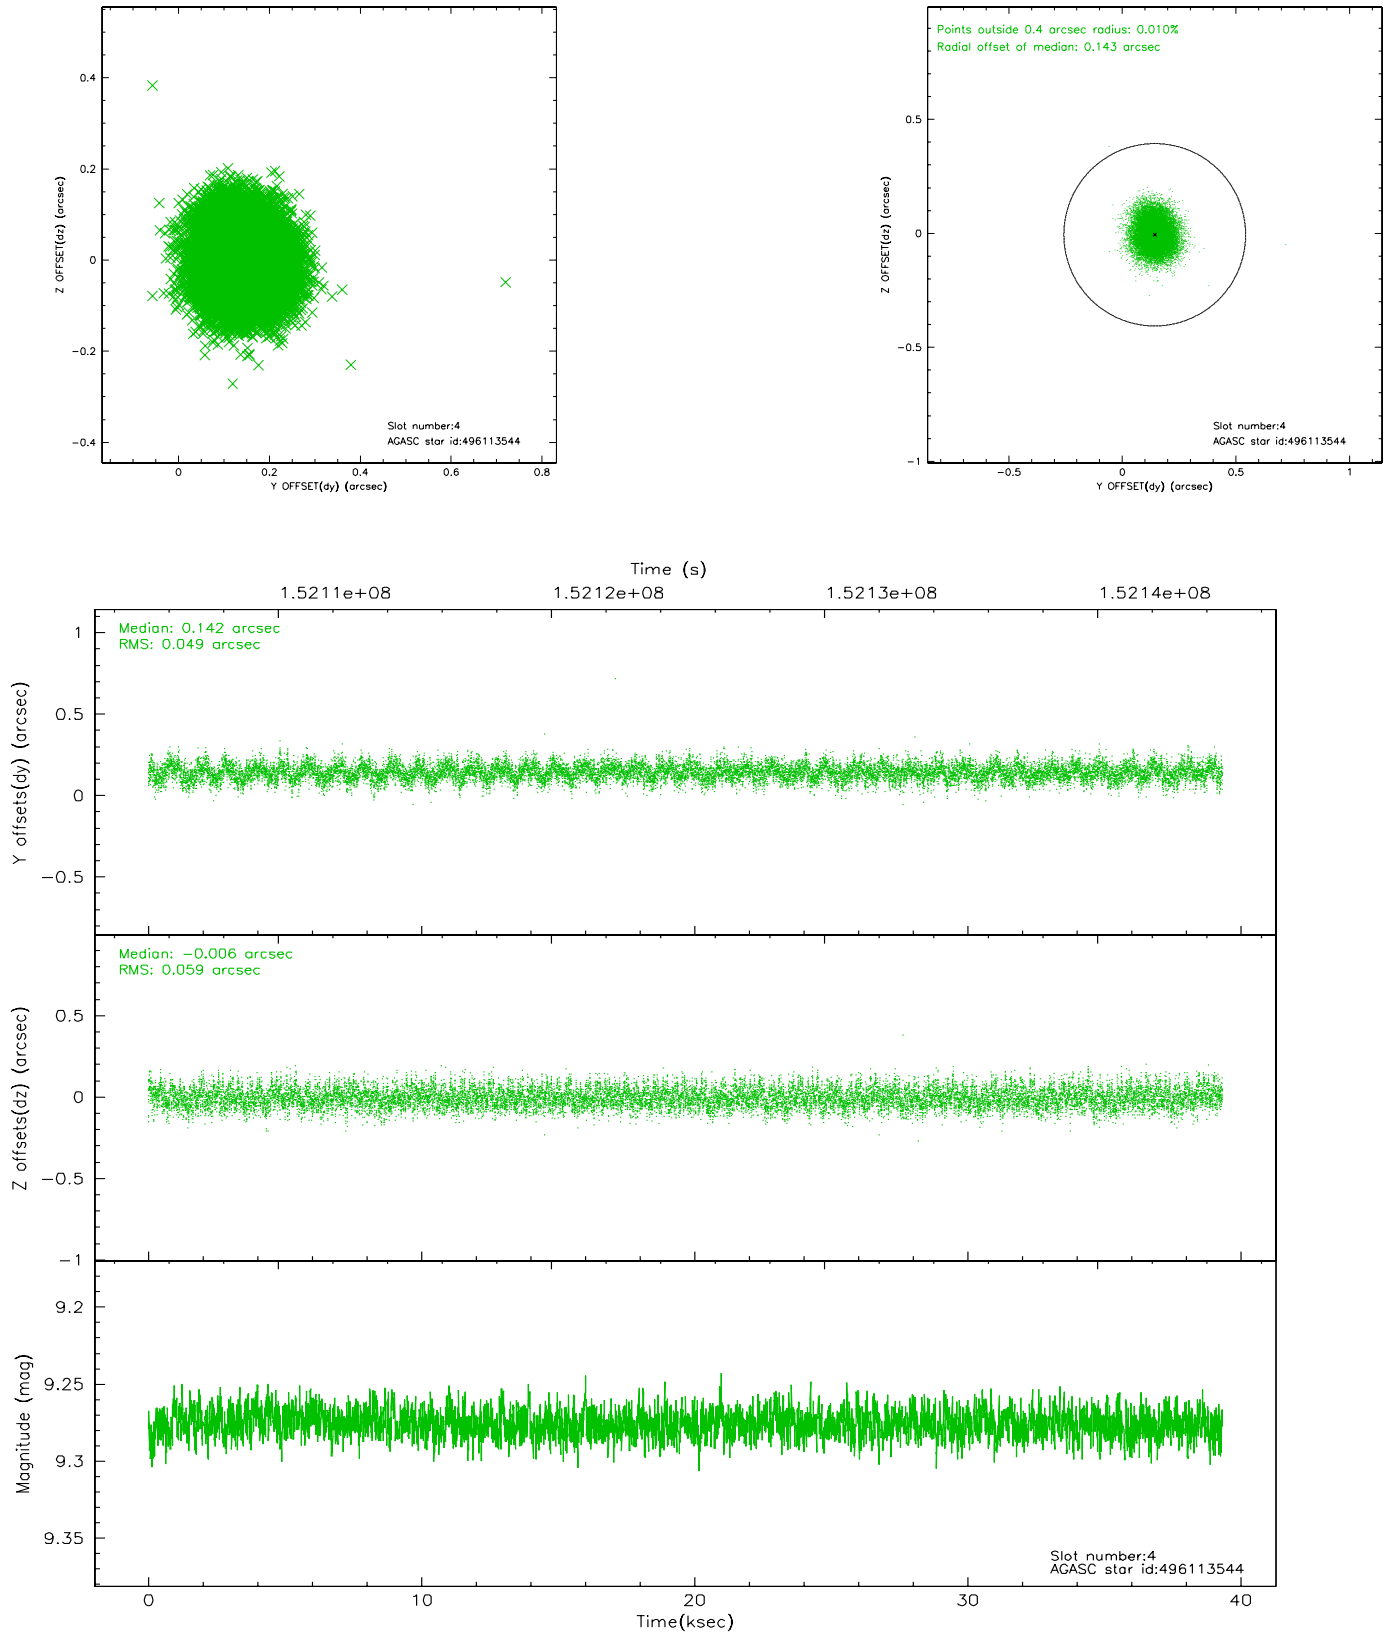 0.4
0.2
0
−0.2
−0.4
Z OFFSET(dz) (arcsec)
Slot number:4
AGASC star id:496113544
0
0.2
0.4
0.6
0.8
Y OFFSET(dy) (arcsec)
Points outside 0.4 arcsec radius: 0.010%
Radial offset of median: 0.143 arcsec
0.5
0
−0.5
−1
Z OFFSET(dz) (arcsec)
Slot number:4
AGASC star id:496113544
−0.5
0
0.5
1
Y OFFSET(dy) (arcsec)
Time (s)
1.5211e+08
1.5212e+08
1.5213e+08
1.5214e+08
Median: 0.142 arcsec
RMS: 0.049 arcsec
1
0.5
0
−0.5
Y offsets(dy) (arcsec)
Median: −0.006 arcsec
RMS: 0.059 arcsec
0.5
0
−0.5
−1
Z offsets(dz) (arcsec)
9.2
9.25
9.3
9.35
Magnitude (mag)
Slot number:4
AGASC star id:496113544
0
10
20
30
40
Time(ksec)